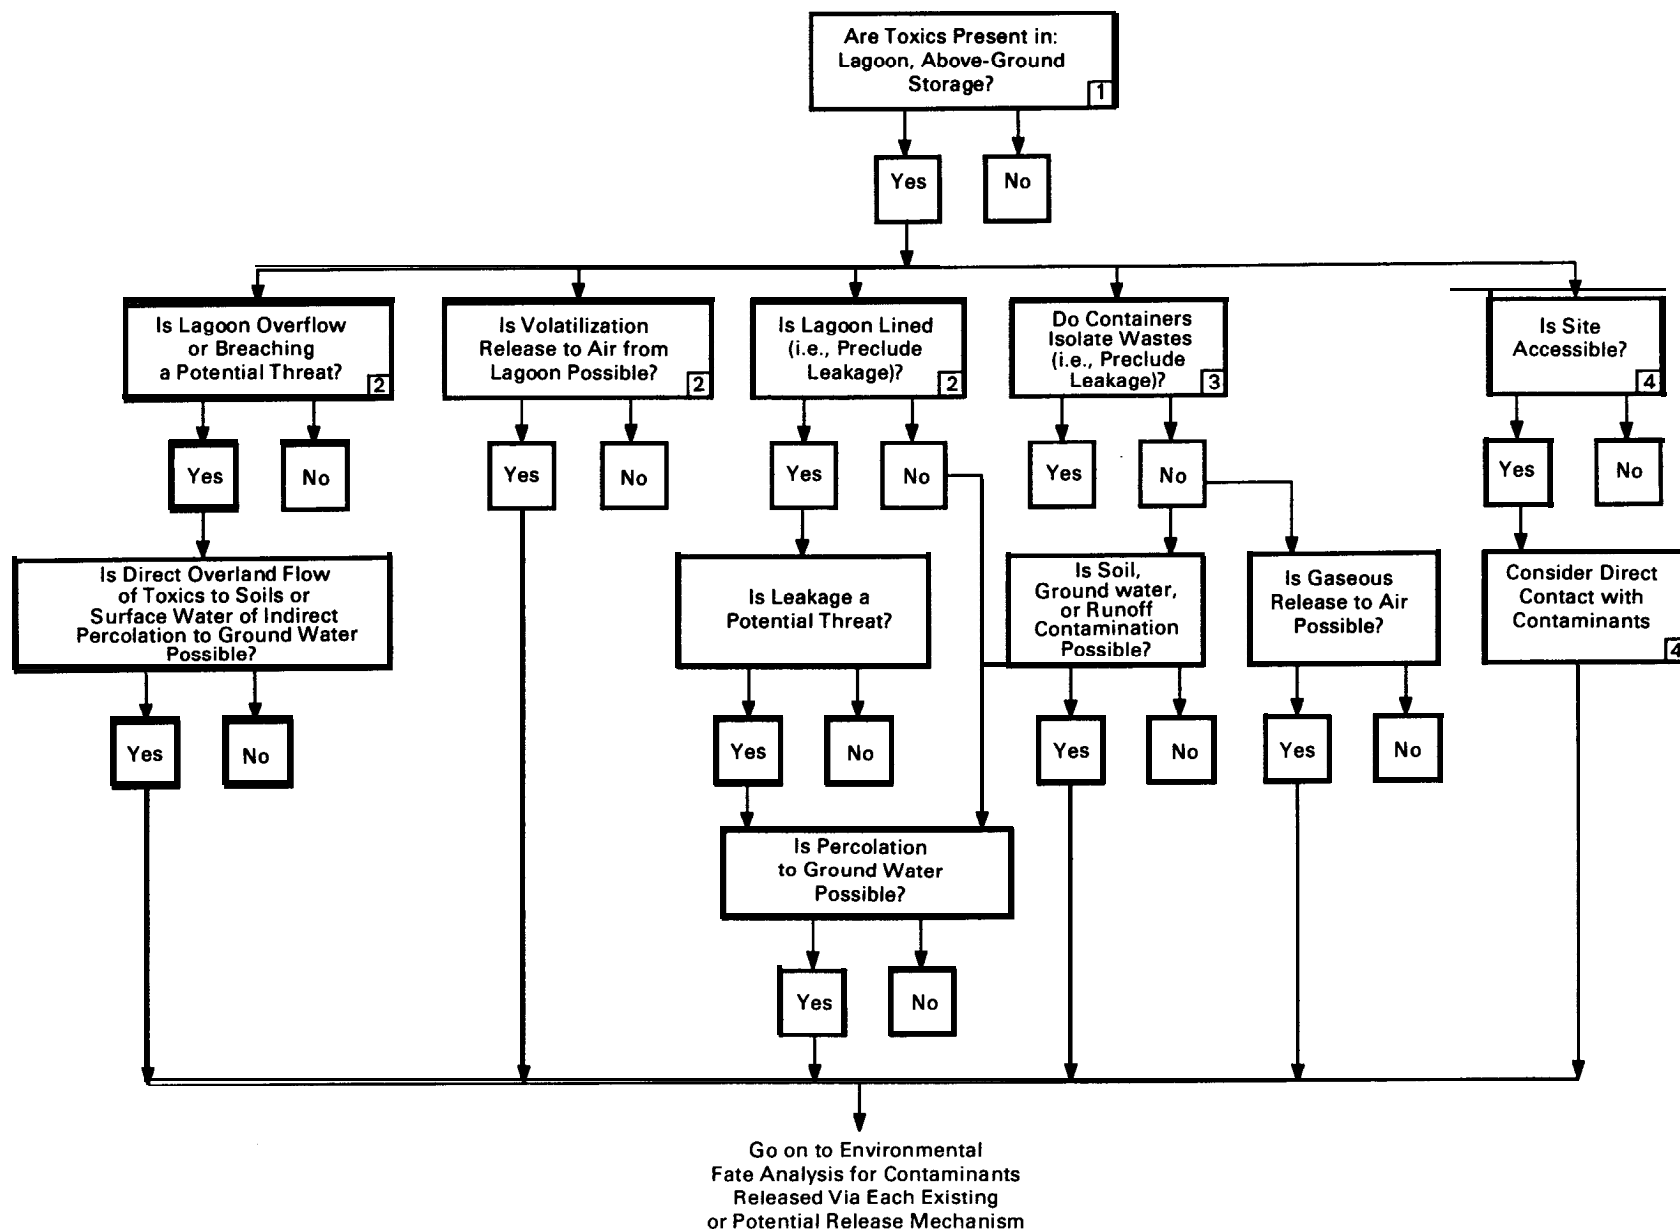 Are Toxics Present in:
Lagoon, Above-Ground
Storage?
1
Yes
No
Is Lagoon Overflow
or Breaching
a Potential Threat?
2
Is Volatilization
Release to Air from
Lagoon Possible?
2
Is Lagoon Lined
(i.e., Preclude
Leakage)?
2
Do Containers
Isolate Wastes
(i.e., Preclude
Leakage)?
3
Is Site
Accessible?
4
Yes
No
Yes
No
Yes
No
Yes
No
Yes
No
Is Direct Overland Flow
of Toxics to Soils or
Surface Water of Indirect
Percolation to Ground Water
Possible?
Is Leakage a
Potential Threat?
Is Soil,
Ground water,
or Runoff
Contamination
Possible?
Is Gaseous
Release to Air
Possible?
Consider Direct
Contact with
Contaminants
4
Yes
No
Yes
No
Yes
No
Yes
No
Is Percolation
to Ground Water
Possible?
Yes
No
Go on to Environmental
Fate Analysis for Contaminants
Released Via Each Existing
or Potential Release Mechanism